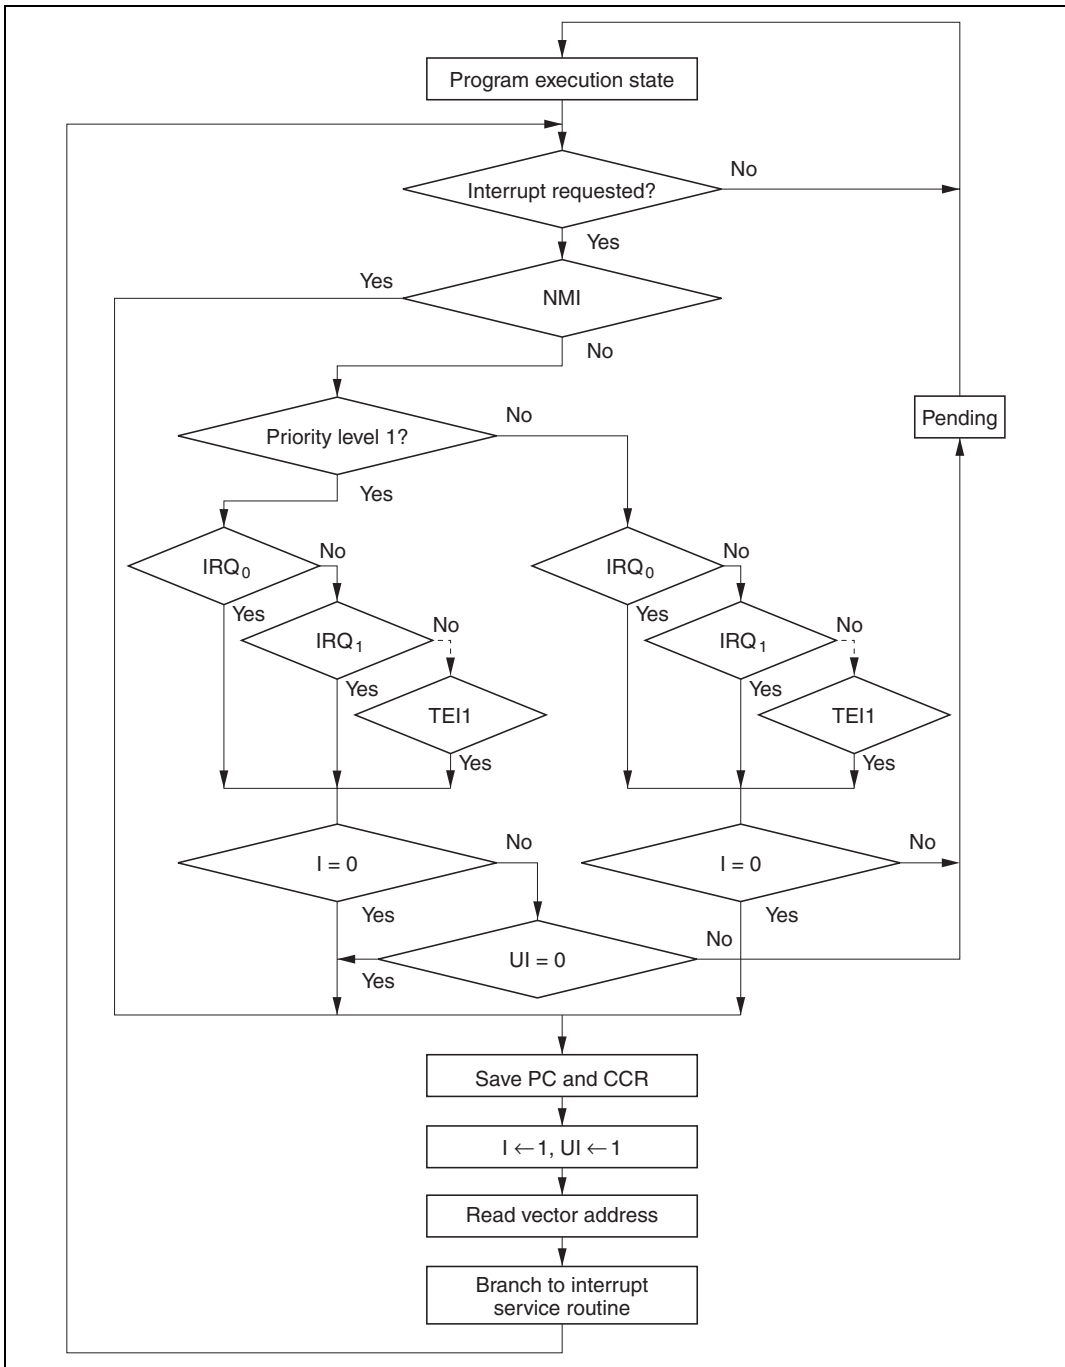 Program execution state
Interrupt requested?
No
Yes
NMI
Yes
No
Pending
Priority level 1?
No
Yes
IRQ0
No
Yes
IRQ1
No
Yes
TEI1
Yes
IRQ0
No
Yes
IRQ1
No
Yes
TEI1
Yes
I = 0
No
Yes
I = 0
No
Yes
UI = 0
No
Yes
Save PC and CCR
I ← 1, UI ← 1
Read vector address
Branch to interrupt
service routine